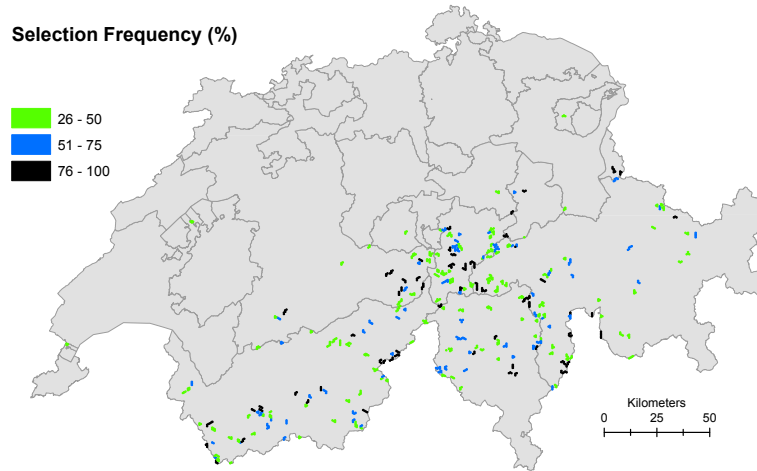 Selection Frequency (%)
26 - 50
51 - 75
76 - 100
Kilometers
0 25 50